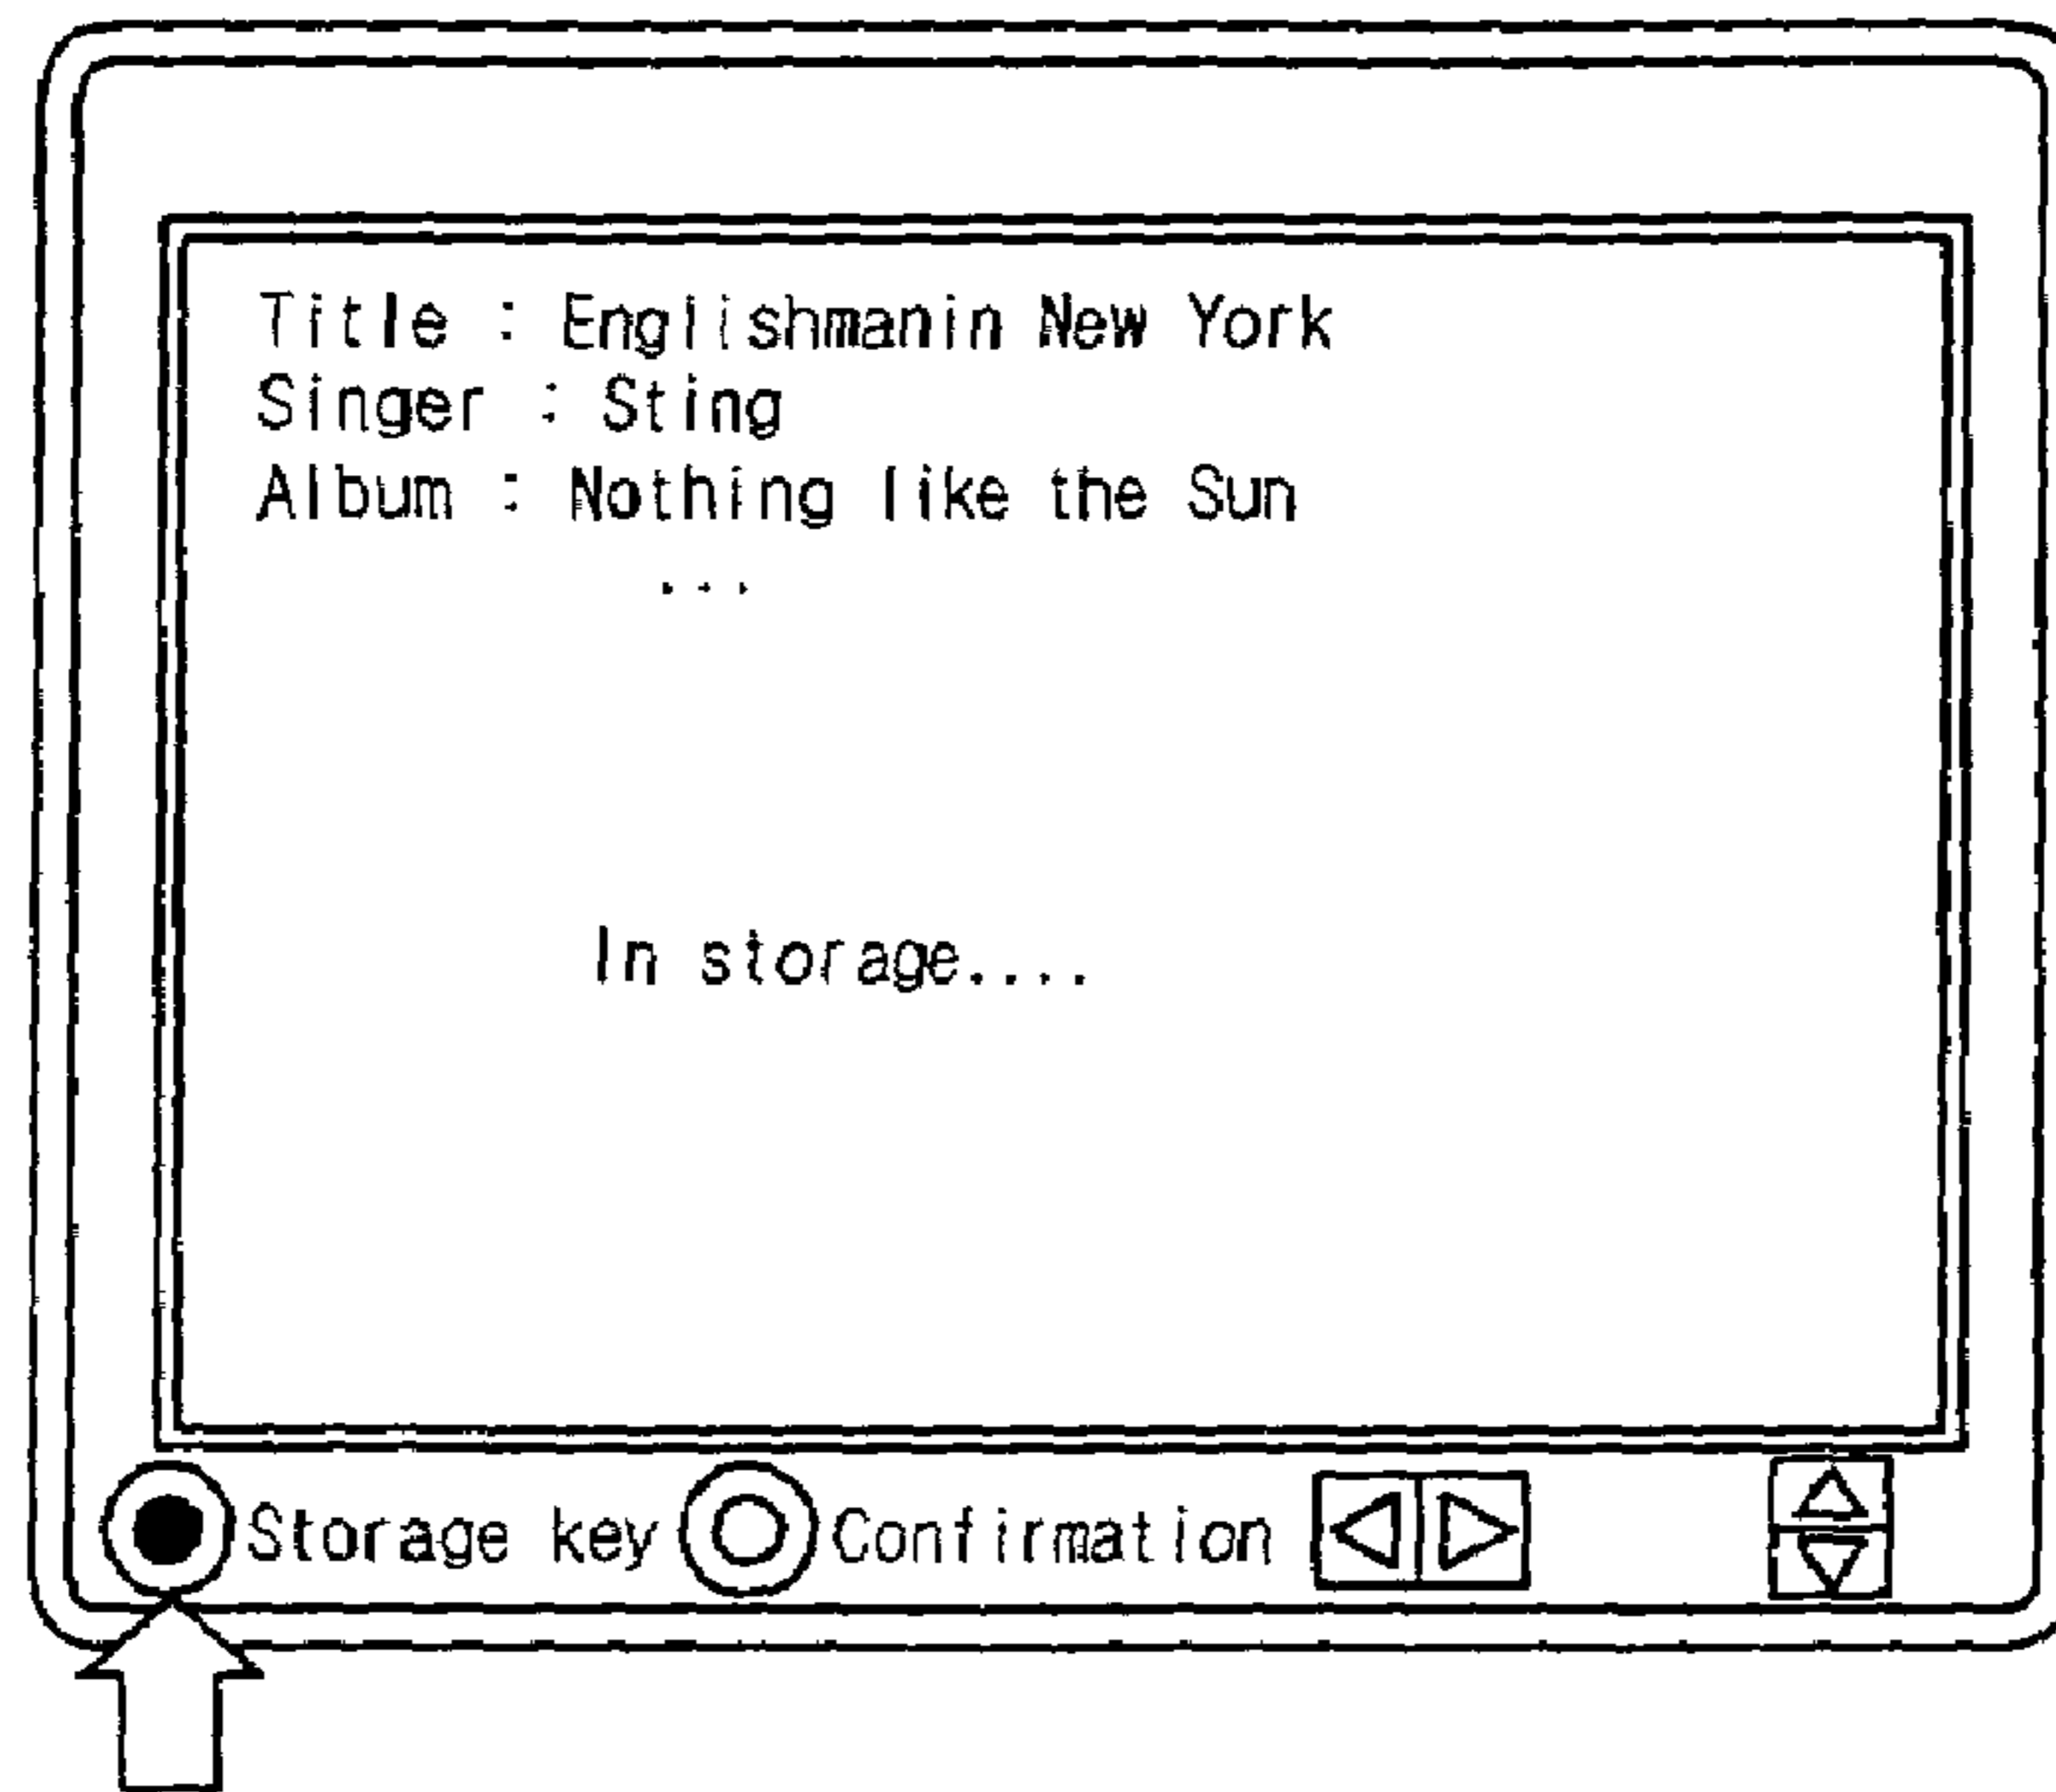 Title : Englishmanin New York
Singer : Sting
Album : Nothing like the Sun
...
In storage....
Storage key Confirmation